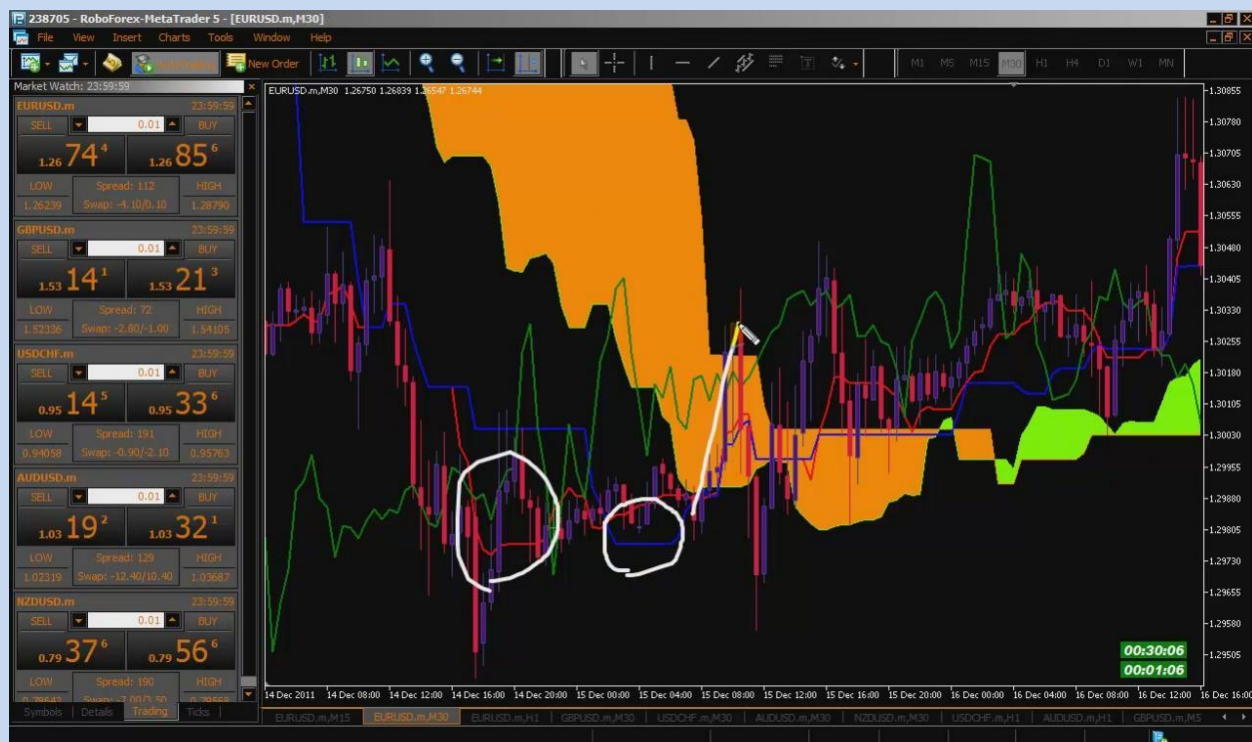 238705 - RoboForex-MetaTrader 5 - [EURUSD.m,M30]
File View Insert Charts Tools Window Help
New Order M1 M5 M15 M30 H1 H4 D1 W1 MN
Market Watch: 23:59:59
EURUSD.m 23:59:59
SELL 0.01 BUY
1.26 74 4 1.26 85 6
LOW Spread: 112 HIGH
1.26239 Swap: -4.10/0.10 1.28790
GBPUSD.m 23:59:59
SELL 0.01 BUY
1.53 14 1 1.53 21 3
LOW Spread: 72 HIGH
1.52336 Swap: -2.60/-1.00 1.54105
USDCHF.m 23:59:59
SELL 0.01 BUY
0.95 14 5 0.95 33 6
LOW Spread: 191 HIGH
0.94058 Swap: -0.90/-2.10 0.95763
AUDUSD.m 23:59:59
SELL 0.01 BUY
1.03 19 2 1.03 32 1
LOW Spread: 129 HIGH
1.02319 Swap: -12.40/10.40 1.03687
NZDUSD.m 23:59:59
SELL 0.01 BUY
0.79 37 6 0.79 56 6
LOW Spread: 190 HIGH
Symbols Details Trading Ticks
EURUSD.m,M30 1.26750 1.26839 1.26547 1.26744
1.30855
1.30780
1.30705
1.30630
1.30555
1.30480
1.30405
1.30330
1.30255
1.30180
1.30105
1.30030
1.29955
1.29880
1.29805
1.29730
1.29655
1.29580
1.29505
00:30:06
00:01:06
14 Dec 2011 14 Dec 08:00 14 Dec 12:00 14 Dec 16:00 14 Dec 20:00 15 Dec 00:00 15 Dec 04:00 15 Dec 08:00 15 Dec 12:00 15 Dec 16:00 15 Dec 20:00 16 Dec 00:00 16 Dec 04:00 16 Dec 08:00 16 Dec 12:00 16 Dec 16:00
EURUSD.m,M15 EURUSD.m,M30 EURUSD.m,H1 GBPUSD.m,M30 USDCHF.m,M30 AUDUSD.m,M30 NZDUSD.m,M30 USDCHF.m,H1 AUDUSD.m,H1 GBPUSD.m,M5